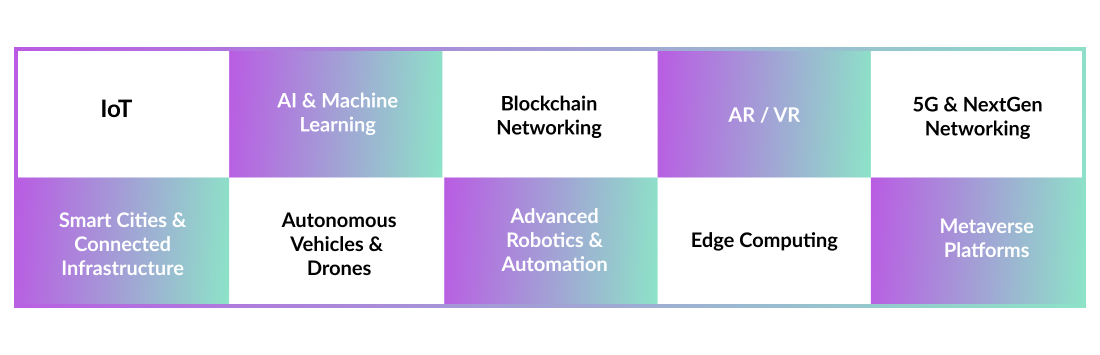 IoT
AI & Machine
Learning
Blockchain
Networking
AR / VR
5G & NextGen
Networking
Smart Cities &
Connected
Infrastructure
Autonomous
Vehicles &
Drones
Advanced
Robotics &
Automation
Edge Computing
Metaverse
Platforms